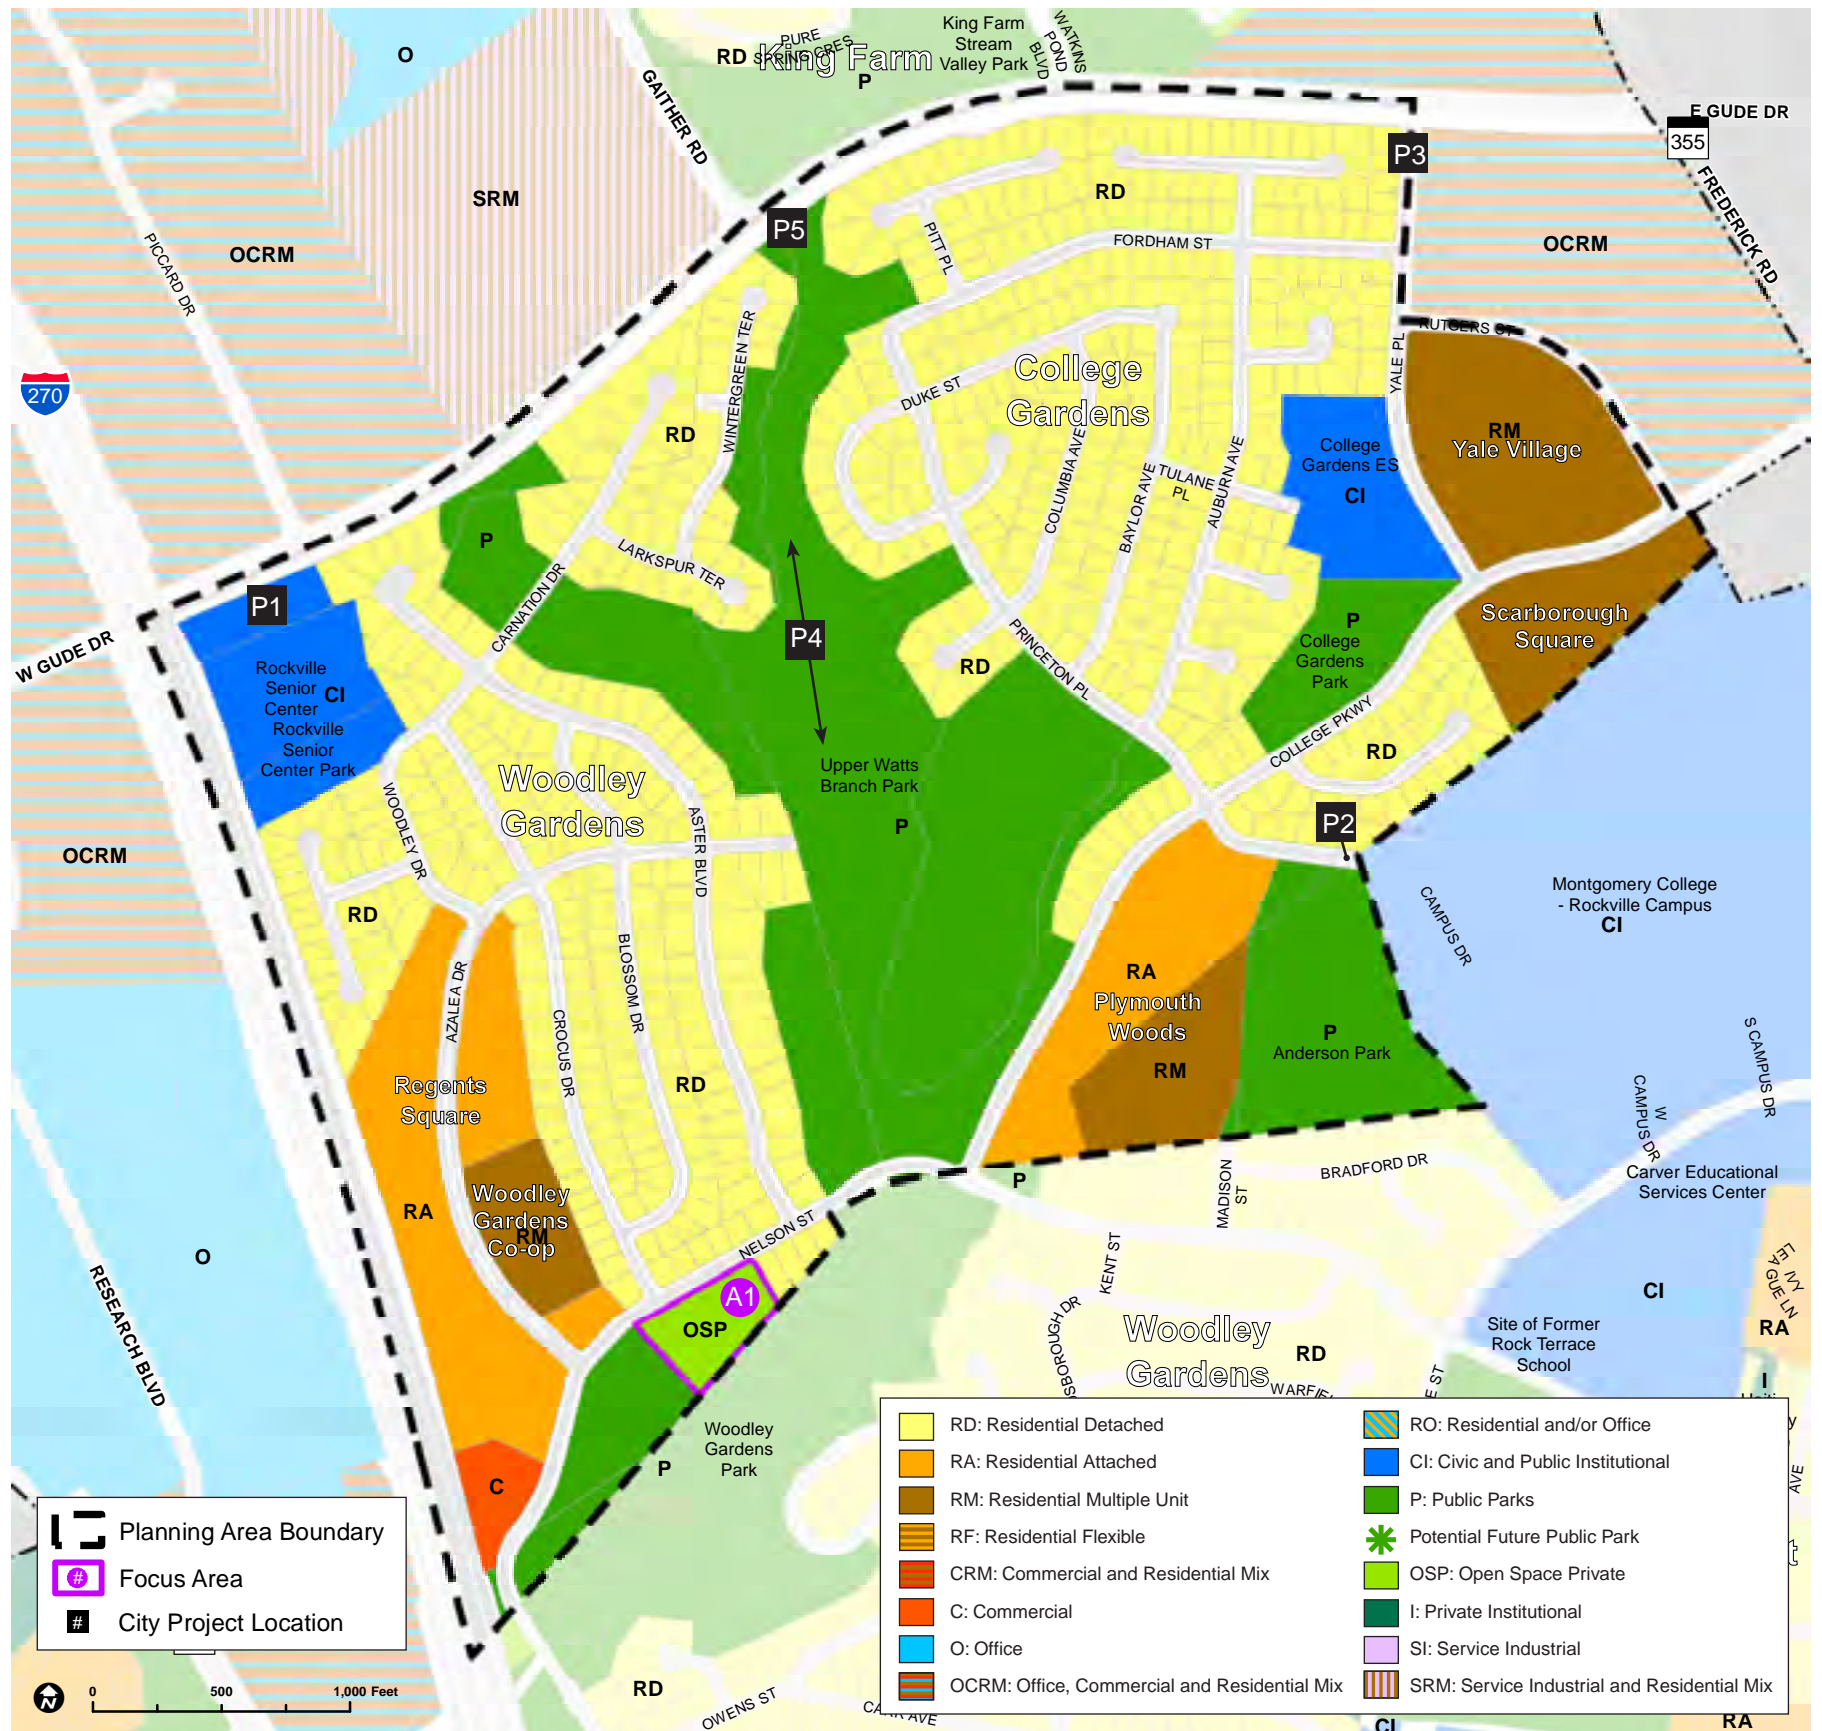 O
RD
PURE
SPRING CRES
King Farm
P
King Farm
Stream
Valley Park
WATKINS
POND
BLVD
GAITHER RD
E GUDE DR
355
FREDERICK RD
P3
SRM
OCRM
PICCARD DR
P5
RD
PITT PL
FORDHAM ST
OCRM
RUTGERS ST
YALE PL
WINTERGREEN TER
270
College
Gardens
DUKE ST
RD
COLUMBIA AVE
BAYLOR AVE
TULANE
PL
AUBURN AVE
College
Gardens ES
CI
RM
Yale Village
P
LARKSPUR TER
CARNATION DR
P1
W GUDE DR
P4
PRINCETON PL
RD
P
College
Gardens
Park
Scarborough
Square
Rockville
Senior
Center
CI
Rockville
Senior
Center Park
COLLEGE PKWY
RD
Woodley
Gardens
Upper Watts
Branch Park
P
WOODLEY DR
ASTER BLVD
P2
OCRM
RD
Montgomery College
- Rockville Campus
CI
CAMPUS DR
BLOSSOM DR
AZALEA DR
CROCUS DR
RA
Plymouth
Woods
RM
P
Anderson Park
S CAMPUS DR
W
CAMPUS DR
Regents
Square
RD
BRADFORD DR
MADISON
ST
P
Carver Educational
Services Center
Woodley
Gardens
Co-op
RM
RA
NELSON ST
KENT ST
O
A1
OSP
RESEARCH BLVD
CI
IVY
LEAGUE LN
RA
Woodley
Gardens
RD
Site of Former
Rock Terrace
School
I
E ST
Woodley
Gardens
Park
P
C
Planning Area Boundary
# Focus Area
# City Project Location
RD: Residential Detached
RA: Residential Attached
RM: Residential Multiple Unit
RF: Residential Flexible
CRM: Commercial and Residential Mix
C: Commercial
O: Office
OCRM: Office, Commercial and Residential Mix
RO: Residential and/or Office
CI: Civic and Public Institutional
P: Public Parks
Potential Future Public Park
OSP: Open Space Private
I: Private Institutional
SI: Service Industrial
SRM: Service Industrial and Residential Mix
AVE
N
0 500 1,000 Feet
RD
OWENS ST
CI
RA